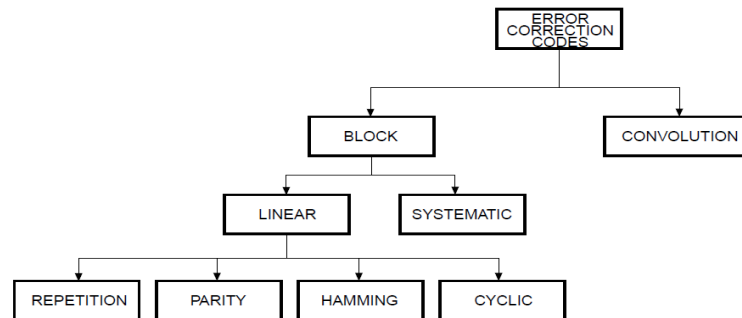 ERROR
CORRECTION
CODES
BLOCK
CONVOLUTION
LINEAR
SYSTEMATIC
REPETITION
PARITY
HAMMING
CYCLIC